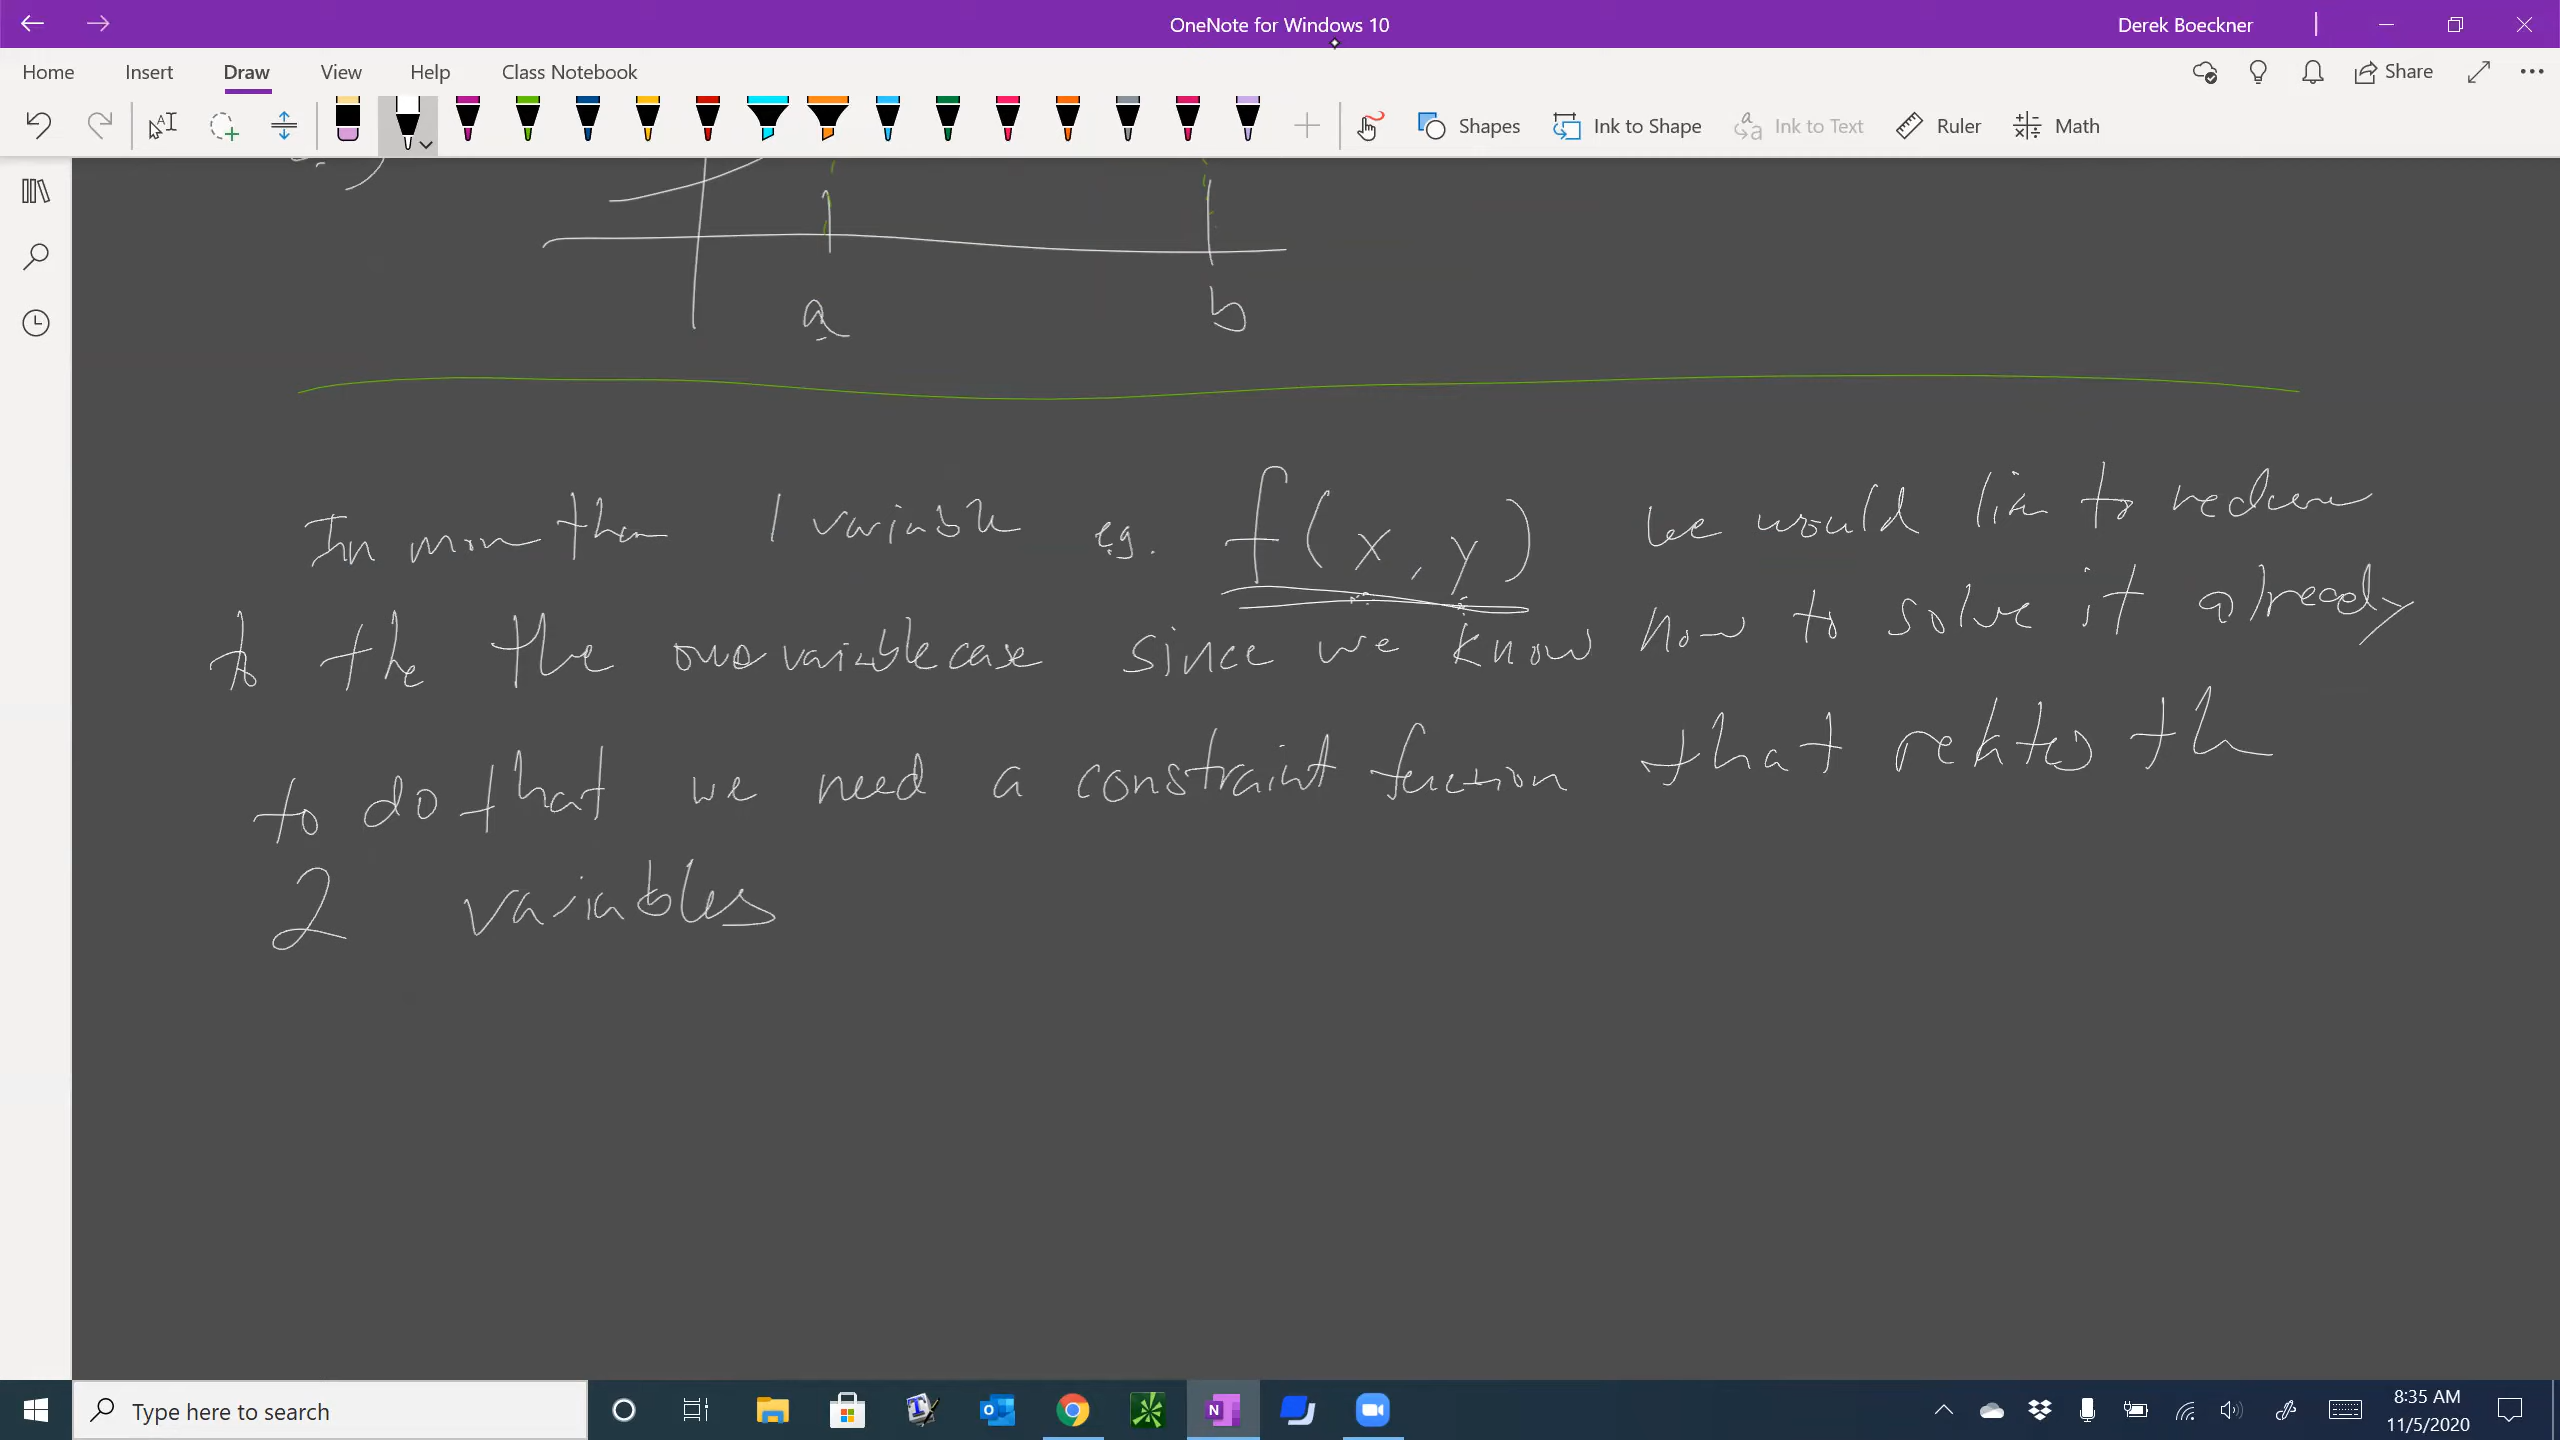 OneNote for Windows 10
Derek Boeckner
Home Insert Draw View Help Class Notebook
Share
Shapes Ink to Shape Ink to Text Ruler Math
a b
In more than 1 variable e.g. f(x,y) we would like to reduce
to the the one variable case since we know how to solve it already
to do that we need a constraint function that relates the
2 variables
Type here to search
8:35 AM
11/5/2020